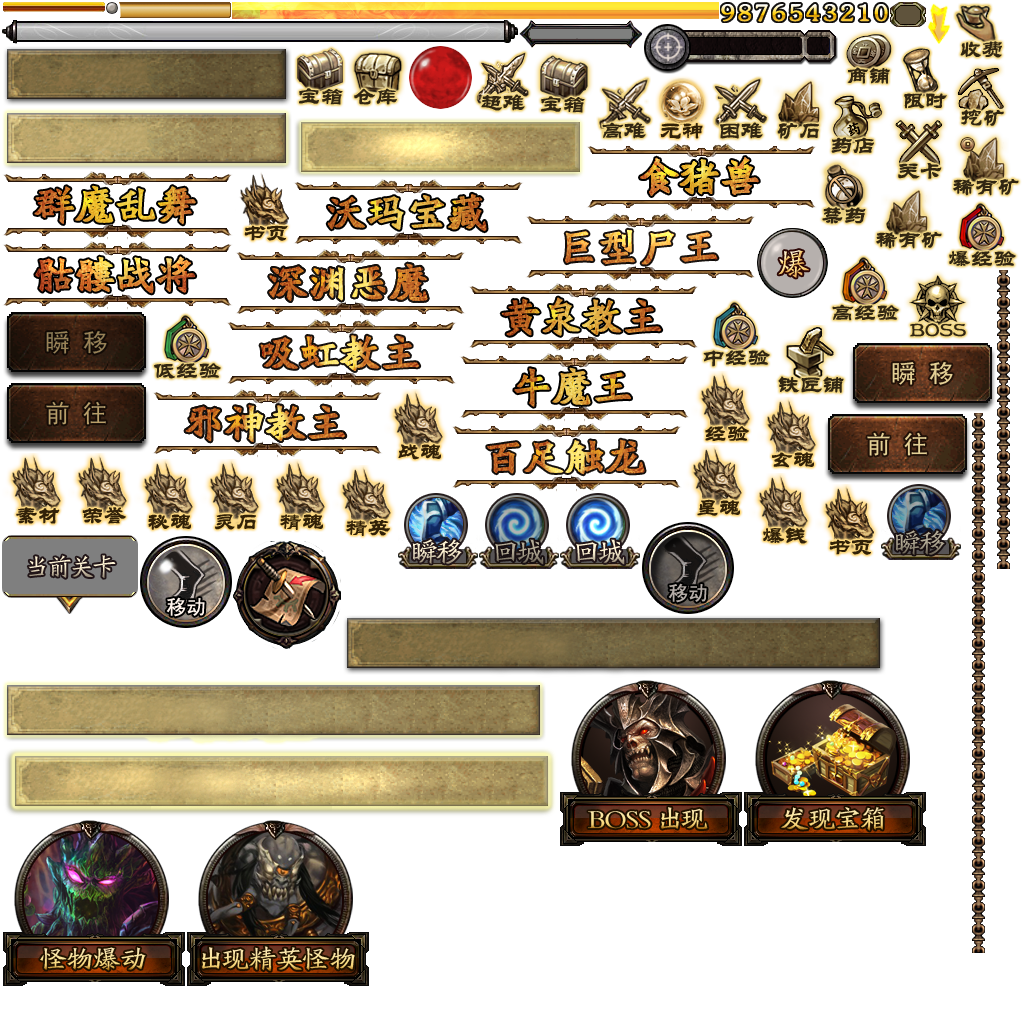 9876543210
收费
商铺
限时
宝箱
仓库
超难
宝箱
高难
元神
困难
矿石
药店
挖矿
关卡
稀有矿
食猪兽
群魔乱舞
书页
沃玛宝藏
禁药
稀有矿
爆经验
巨型尸王
爆
骷髅战将
深渊恶魔
高经验
BOSS
黄泉教主
瞬移
低经验
吸虹教主
中经验
铁匠铺
瞬移
牛魔王
前往
邪神教主
战魂
经验
玄魂
前往
百足触龙
素材
荣誉
秘魂
灵石
精魂
精英
星魂
爆钱
书页
瞬移
回城
回城
瞬移
当前关卡
移动
移动
BOSS 出现
发现宝箱
怪物爆动
出现精英怪物